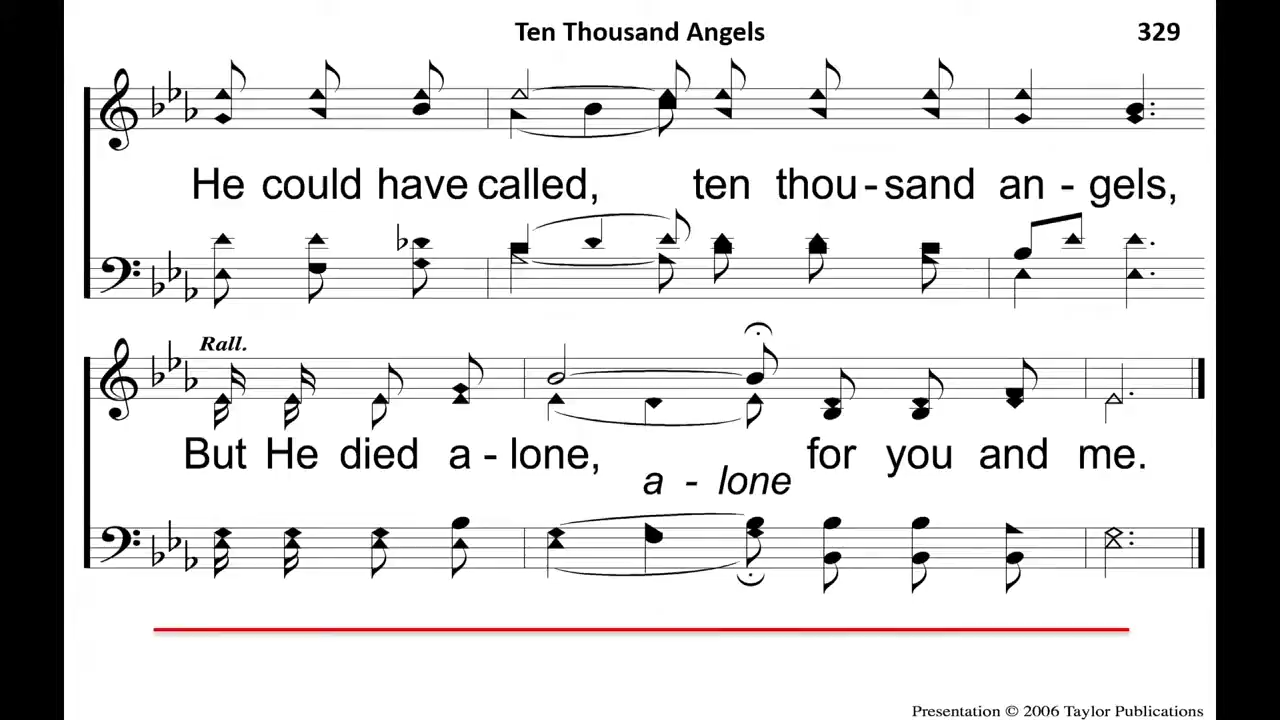 Ten Thousand Angels 329
He could have called, ten thou - sand an - gels,
Rall.
But He died a - lone, for you and me.
a - lone
Presentation © 2006 Taylor Publications